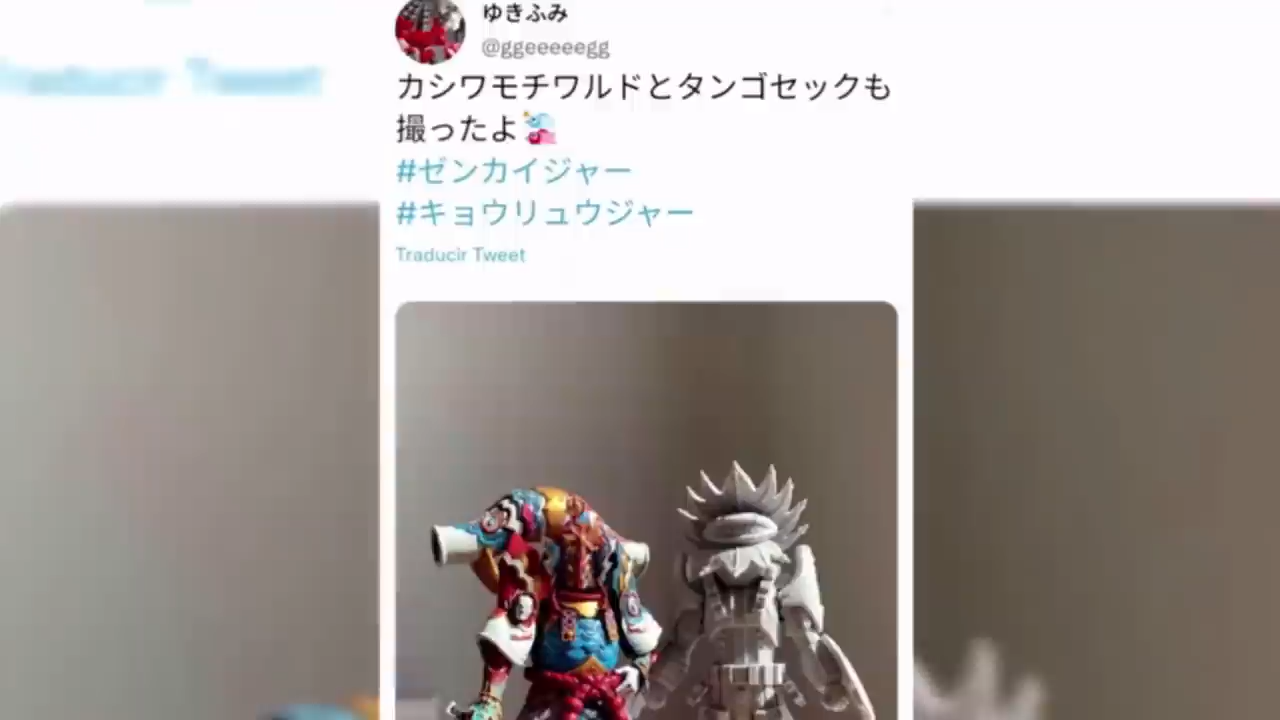 ゆきふみ
@ggeeeeegg
カシワモチワルドとタンゴセックも
撮ったよ
#ゼンカイジャー
#キョウリュウジャー
Traducir Tweet
Traducir Tweet